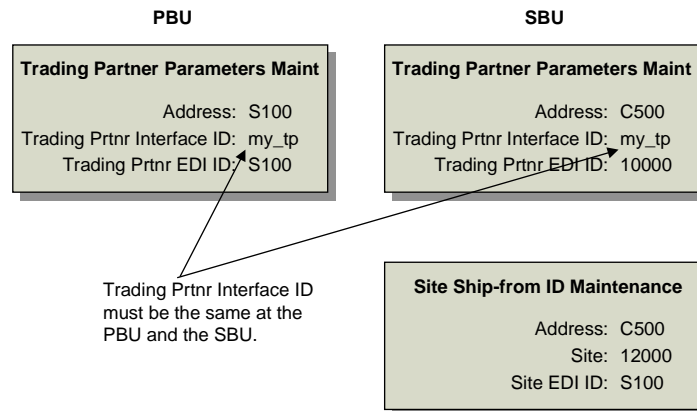 PBU
SBU
Trading Partner Parameters Maint
Address: S100
Trading Prtnr Interface ID: my_tp
Trading Prtnr EDI ID: S100
Trading Partner Parameters Maint
Address: C500
Trading Prtnr Interface ID: my_tp
Trading Prtnr EDI ID: 10000
Trading Prtnr Interface ID
must be the same at the
PBU and the SBU.
Site Ship-from ID Maintenance
Address: C500
Site: 12000
Site EDI ID: S100